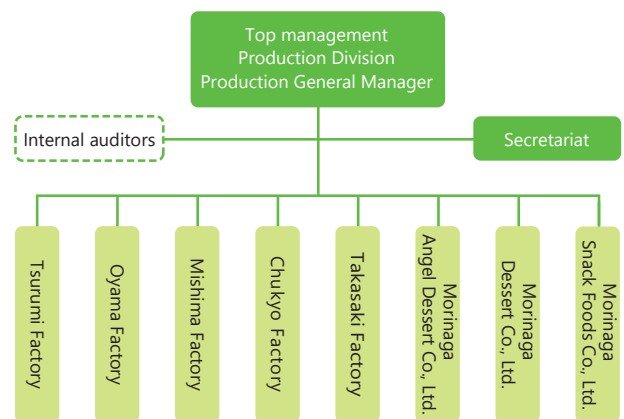 Top management
Production Division
Production General Manager
Internal auditors
Secretariat
Tsurumi Factory
Oyama Factory
Mishima Factory
Chukyo Factory
Takasaki Factory
Morinaga
Angel Dessert Co., Ltd.
Morinaga
Dessert Co., Ltd.
Morinaga
Snack Foods Co., Ltd.